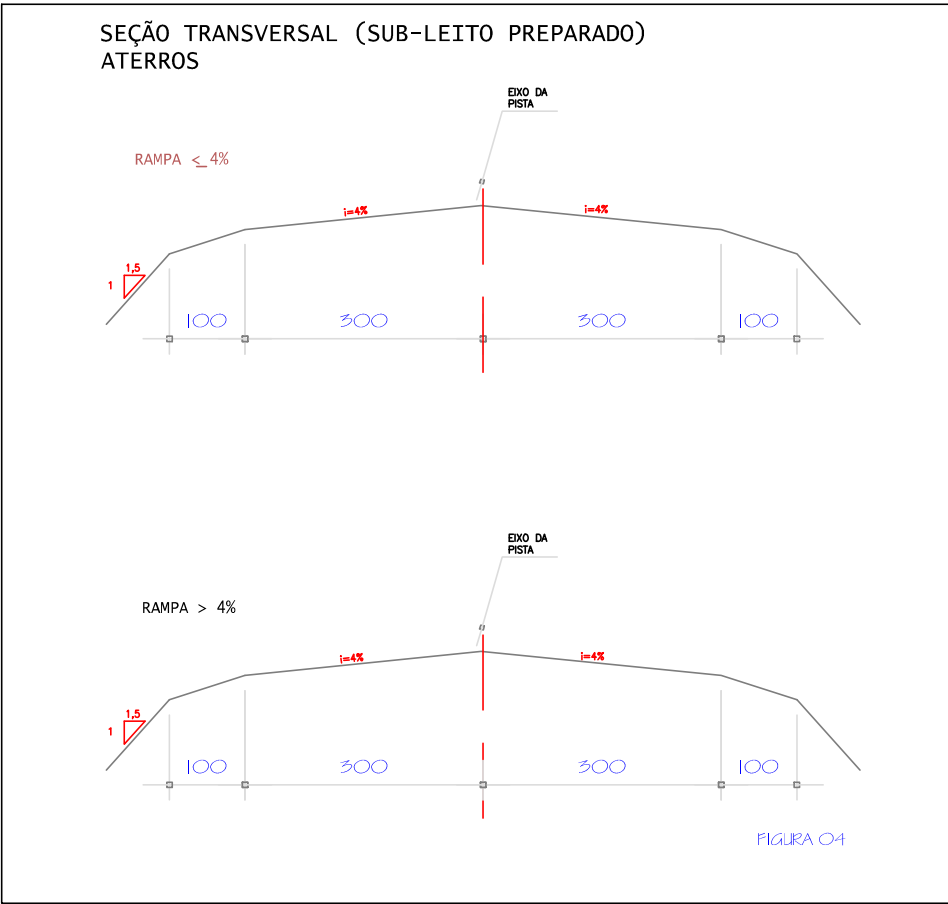 SEÇÃO TRANSVERSAL (SUB-LEITO PREPARADO)
ATERROS
EIXO DA
PISTA
RAMPA ≤ 4%
i=4%
i=4%
1,5
1
100
300
300
100
EIXO DA
PISTA
RAMPA > 4%
i=4%
i=4%
1,5
1
100
300
300
100
FIGURA 04